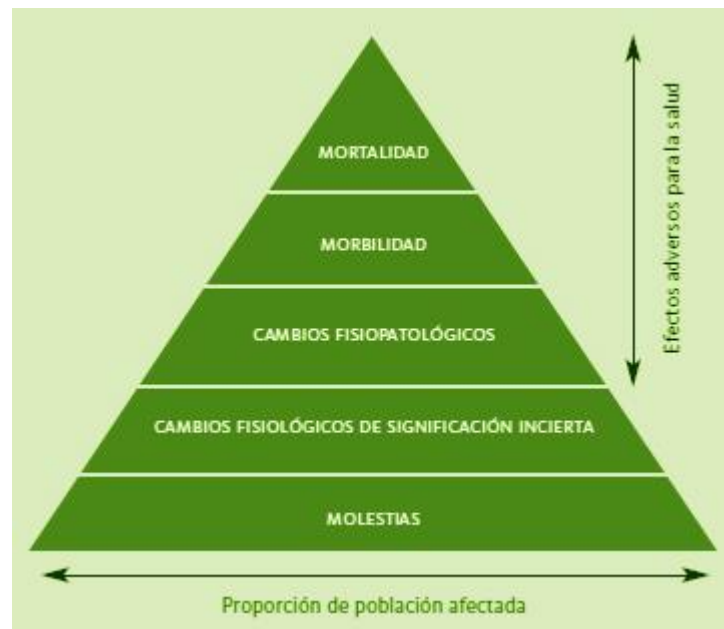 MORTALIDAD
MORBILIDAD
CAMBIOS FISIOPATOLÓGICOS
CAMBIOS FISIOLÓGICOS DE SIGNIFICACIÓN INCIERTA
MOLESTIAS
Efectos adversos para la salud
Proporción de población afectada